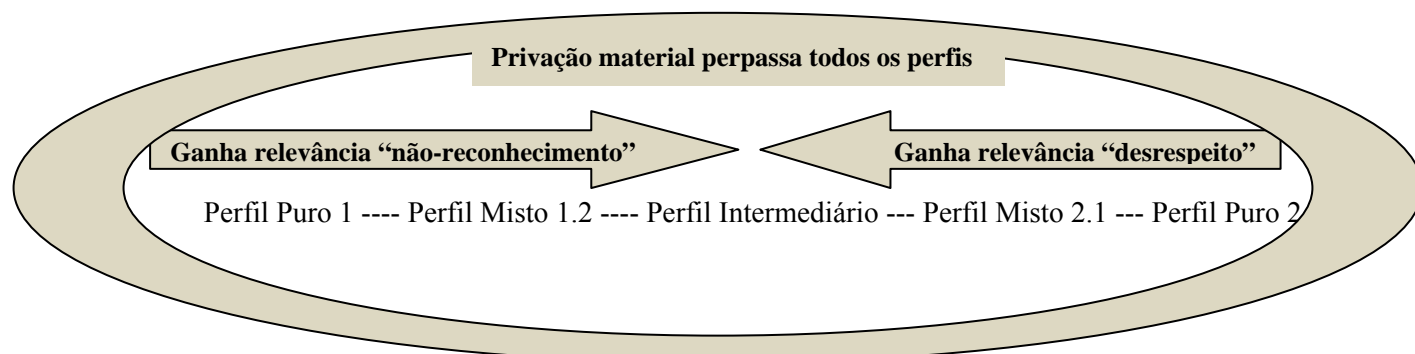 Privação material perpassa todos os perfis
Ganha relevância “não-reconhecimento”
Ganha relevância “desrespeito”
Perfil Puro 1 ---- Perfil Misto 1.2 ---- Perfil Intermediário --- Perfil Misto 2.1 --- Perfil Puro 2